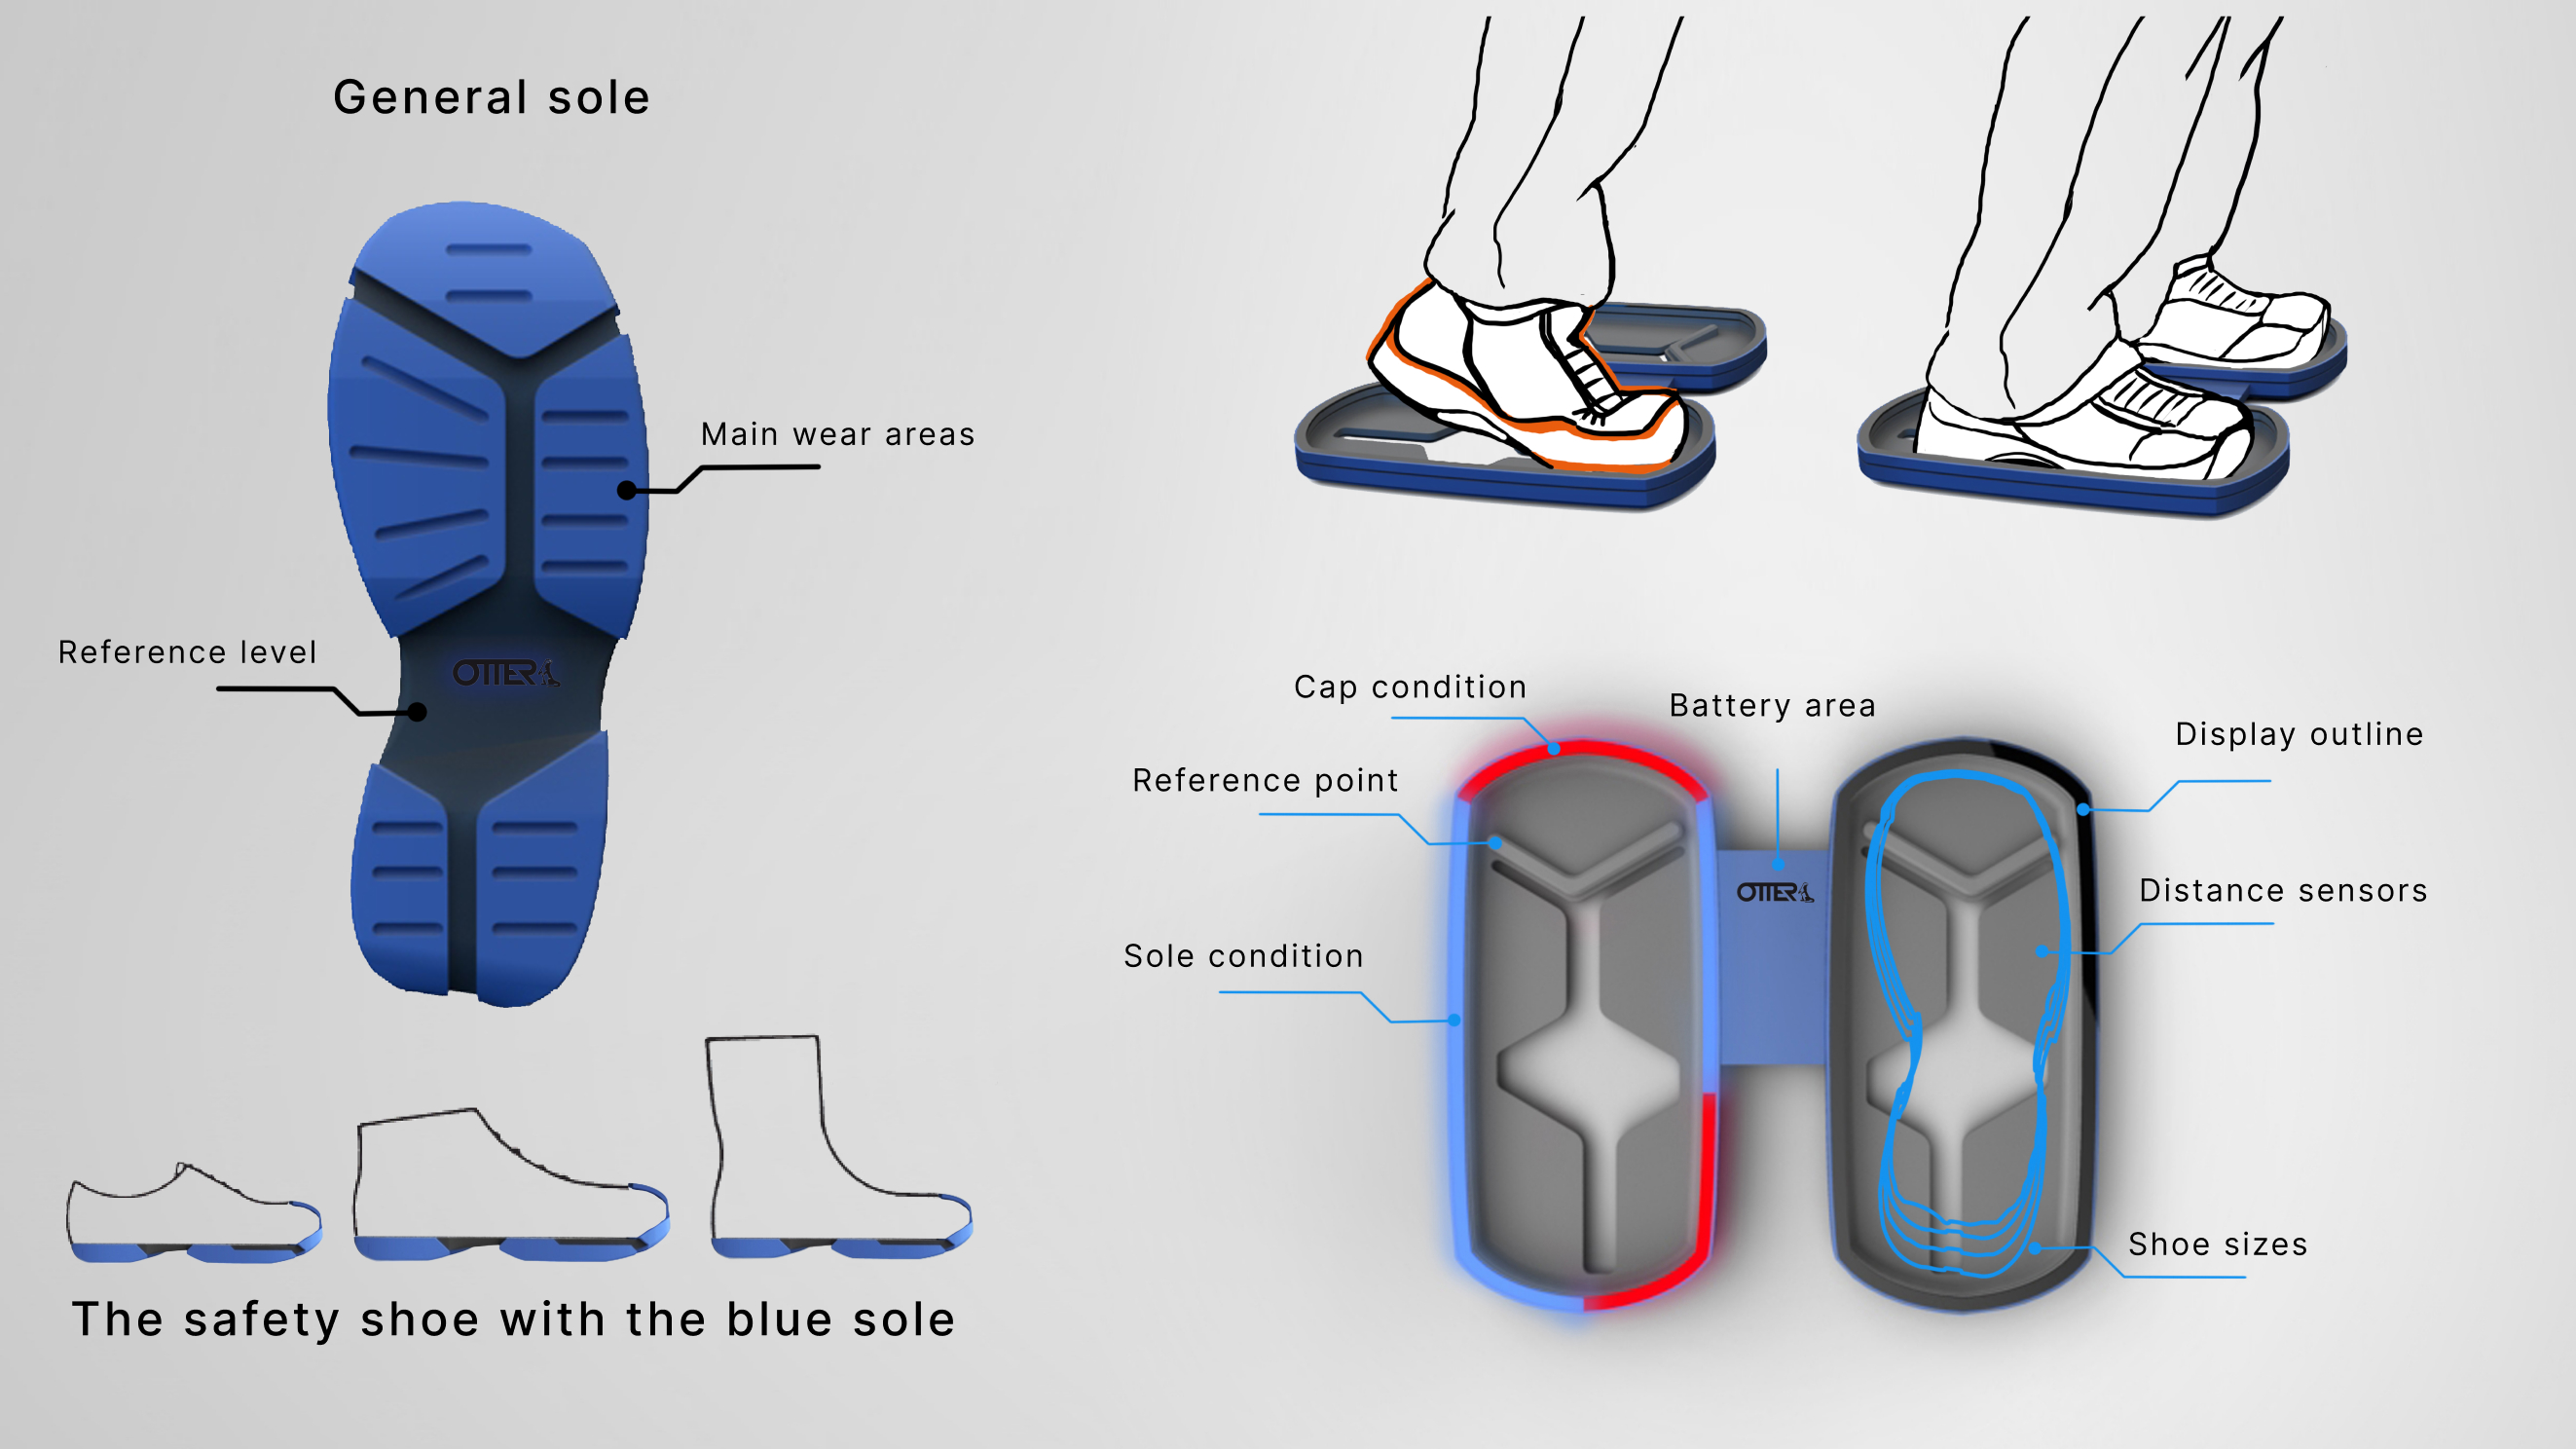 General sole
Main wear areas
Reference level
OTTER
The safety shoe with the blue sole
Cap condition
Battery area
Display outline
Reference point
OTTER
Distance sensors
Sole condition
Shoe sizes